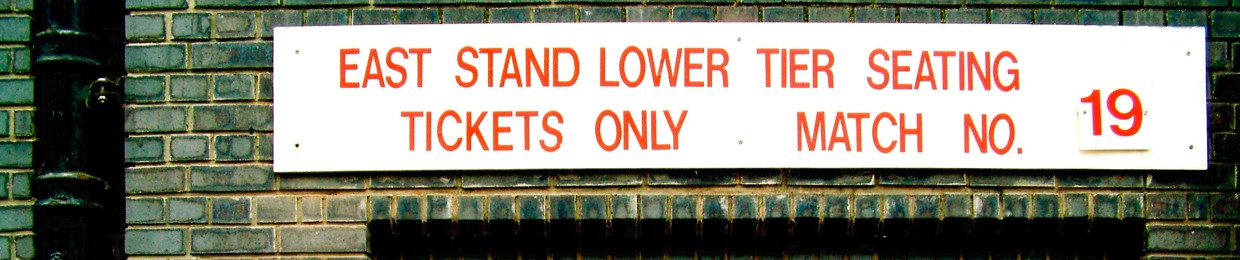 EAST STAND LOWER TIER SEATING
TICKETS ONLY MATCH NO. 19